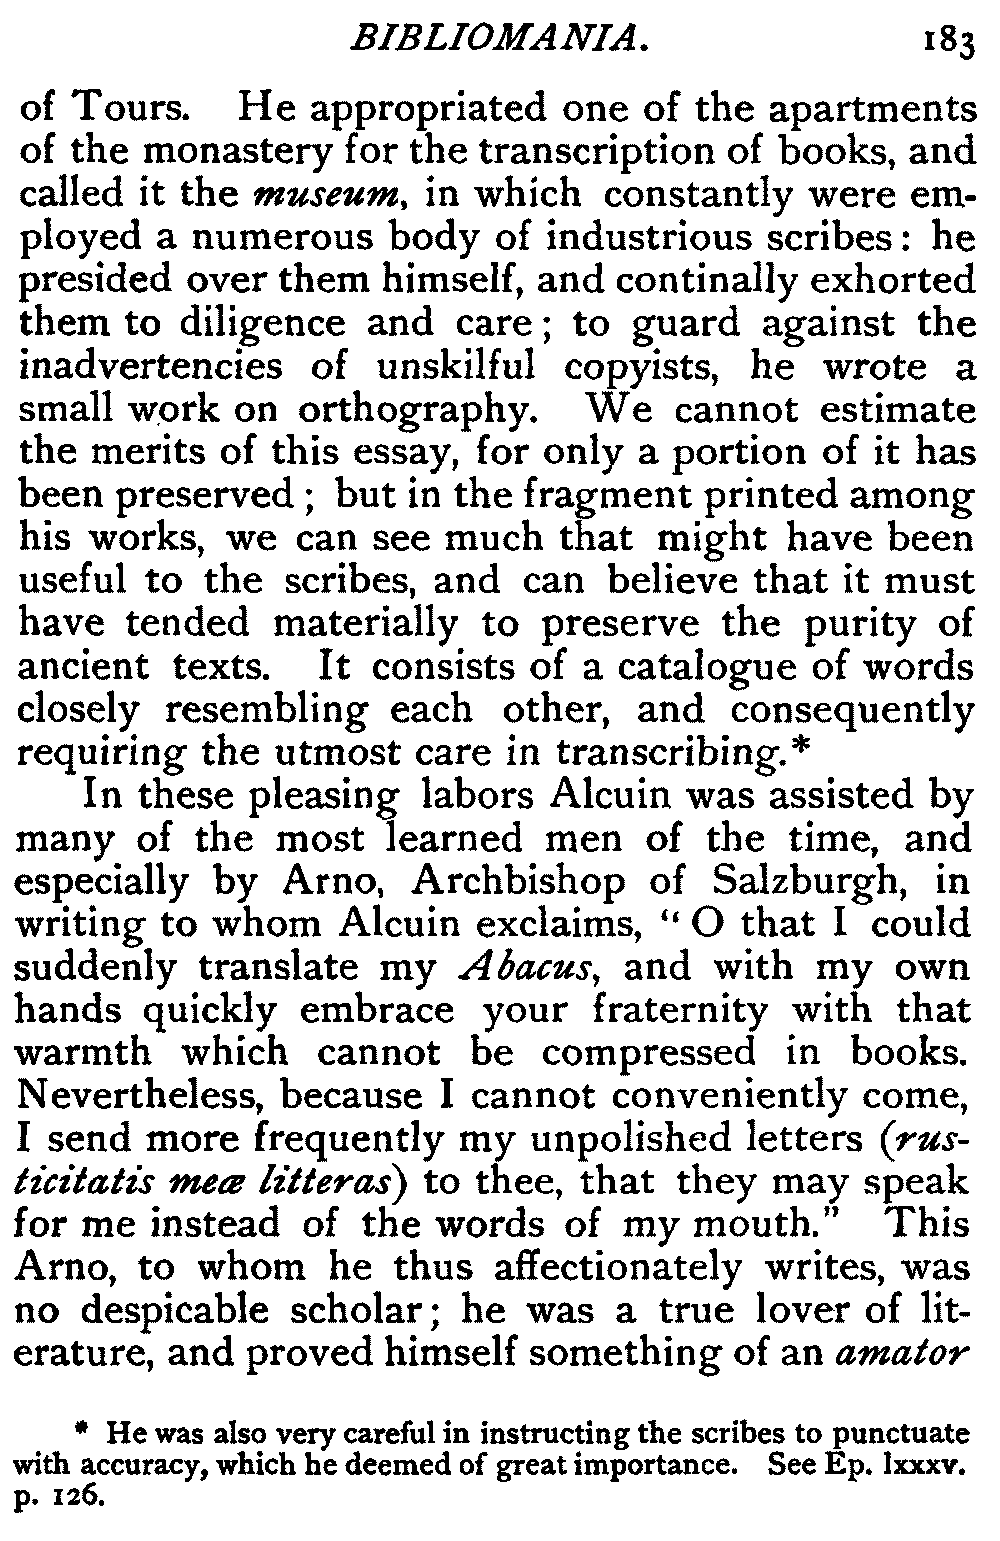 BIBLIOMANIA. 183
of Tours. He appropriated one of the apartments
of the monastery for the transcription of books, and
called it the museum, in which constantly were em-
ployed a numerous body of industrious scribes: he
presided over them himself, and continally exhorted
them to diligence and care; to guard against the
inadvertencies of unskilful copyists, he wrote a
small work on orthography. We cannot estimate
the merits of this essay, for only a portion of it has
been preserved; but in the fragment printed among
his works, we can see much that might have been
useful to the scribes, and can believe that it must
have tended materially to preserve the purity of
ancient texts. It consists of a catalogue of words
closely resembling each other, and consequently
requiring the utmost care in transcribing.*
In these pleasing labors Alcuin was assisted by
many of the most learned men of the time, and
especially by Arno, Archbishop of Salzburgh, in
writing to whom Alcuin exclaims, "O that I could
suddenly translate my Abacus, and with my own
hands quickly embrace your fraternity with that
warmth which cannot be compressed in books.
Nevertheless, because I cannot conveniently come,
I send more frequently my unpolished letters (rus-
ticitatis meæ litteras) to thee, that they may speak
for me instead of the words of my mouth." This
Arno, to whom he thus affectionately writes, was
no despicable scholar; he was a true lover of lit-
erature, and proved himself something of an amator
* He was also very careful in instructing the scribes to punctuate
with accuracy, which he deemed of great importance. See Ep. lxxxv.
p. 126.